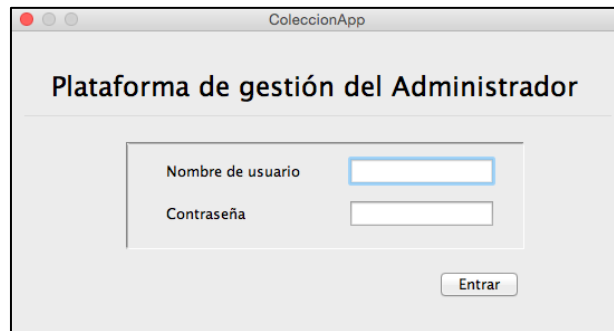 ColeccionApp
Plataforma de gestión del Administrador
Nombre de usuario
Contraseña
Entrar